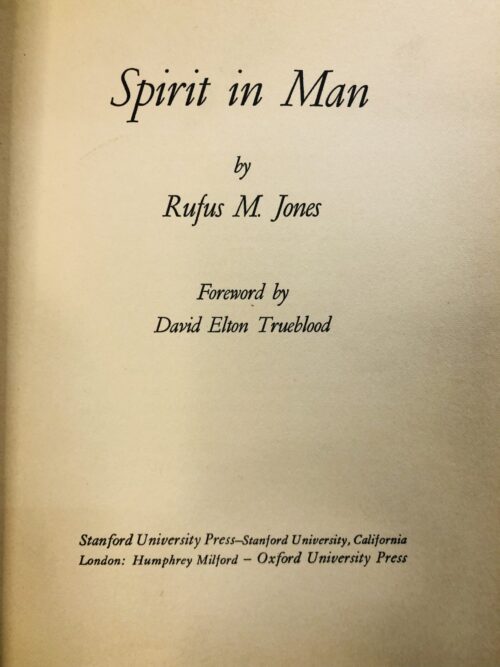 Spirit in Man
by
Rufus M. Jones
Foreword by
David Elton Trueblood
Stanford University Press–Stanford University, California
London: Humphrey Milford – Oxford University Press